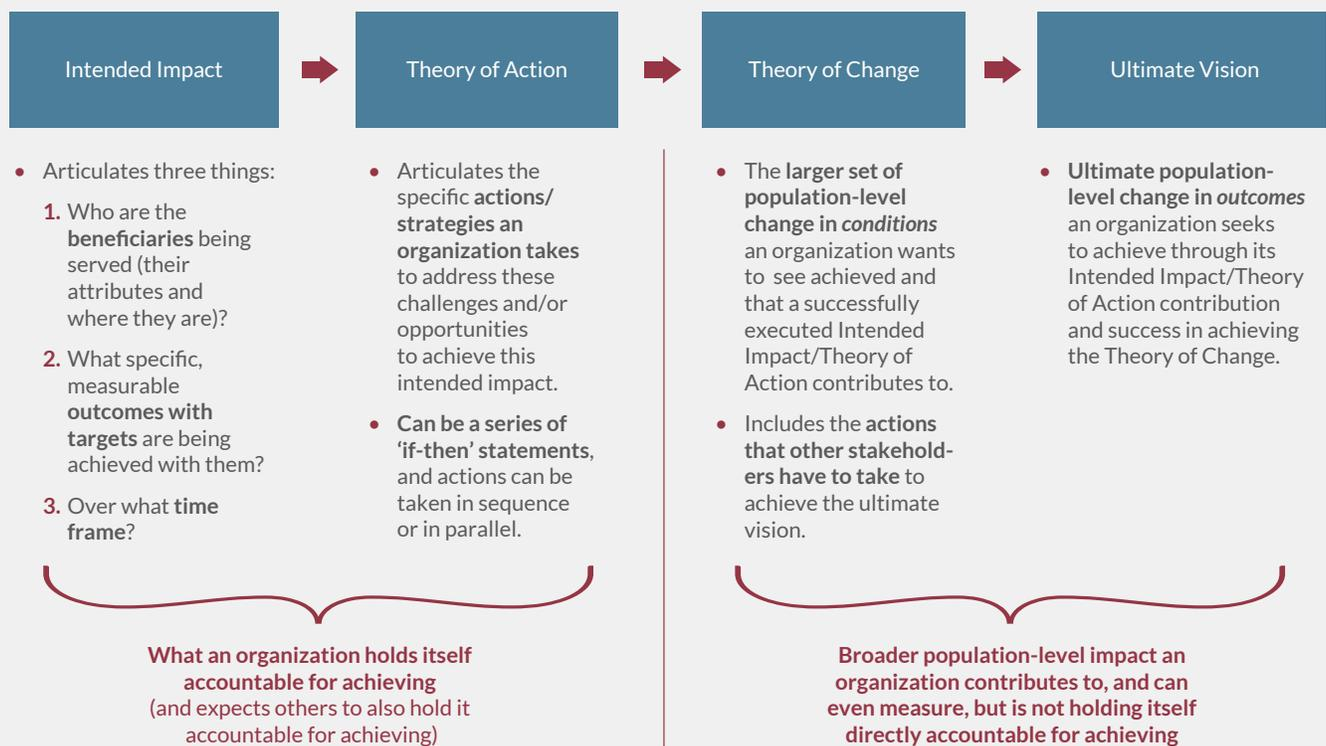 Intended Impact
Theory of Action
Theory of Change
Ultimate Vision
• Articulates three things:
1. Who are the
beneficiaries being
served (their
attributes and
where they are)?
2. What specific,
measurable
outcomes with
targets are being
achieved with them?
3. Over what time
frame?
• Articulates the
specific actions/
strategies an
organization takes
to address these
challenges and/or
opportunities
to achieve this
intended impact.
• Can be a series of
‘if-then’ statements,
and actions can be
taken in sequence
or in parallel.
• The larger set of
population-level
change in conditions
an organization wants
to see achieved and
that a successfully
executed Intended
Impact/Theory of
Action contributes to.
• Includes the actions
that other stakehold-
ers have to take to
achieve the ultimate
vision.
• Ultimate population-
level change in outcomes
an organization seeks
to achieve through its
Intended Impact/Theory
of Action contribution
and success in achieving
the Theory of Change.
What an organization holds itself
accountable for achieving
(and expects others to also hold it
accountable for achieving)
Broader population-level impact an
organization contributes to, and can
even measure, but is not holding itself
directly accountable for achieving